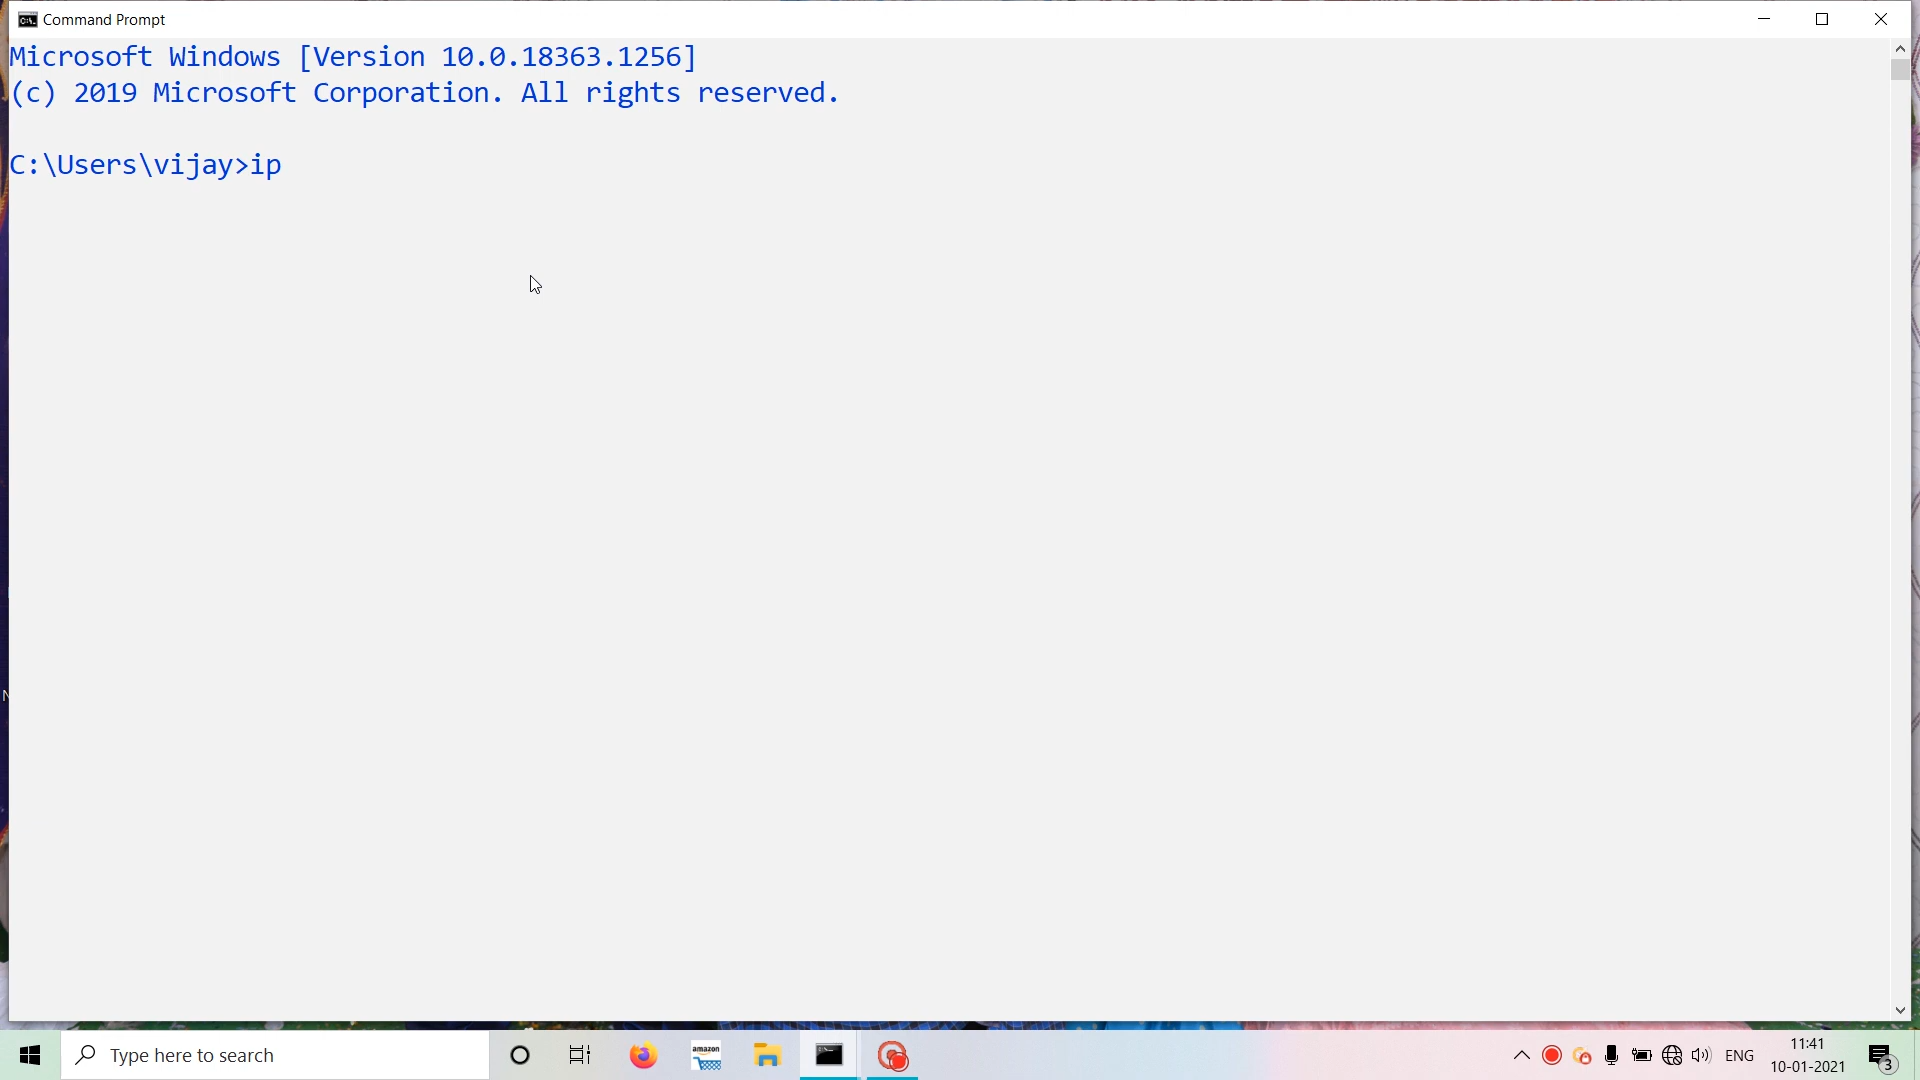 Command Prompt
Microsoft Windows [Version 10.0.18363.1256]
(c) 2019 Microsoft Corporation. All rights reserved.
C:\Users\vijay>ip
N
Type here to search
amazon
ENG
11:41
10-01-2021
3